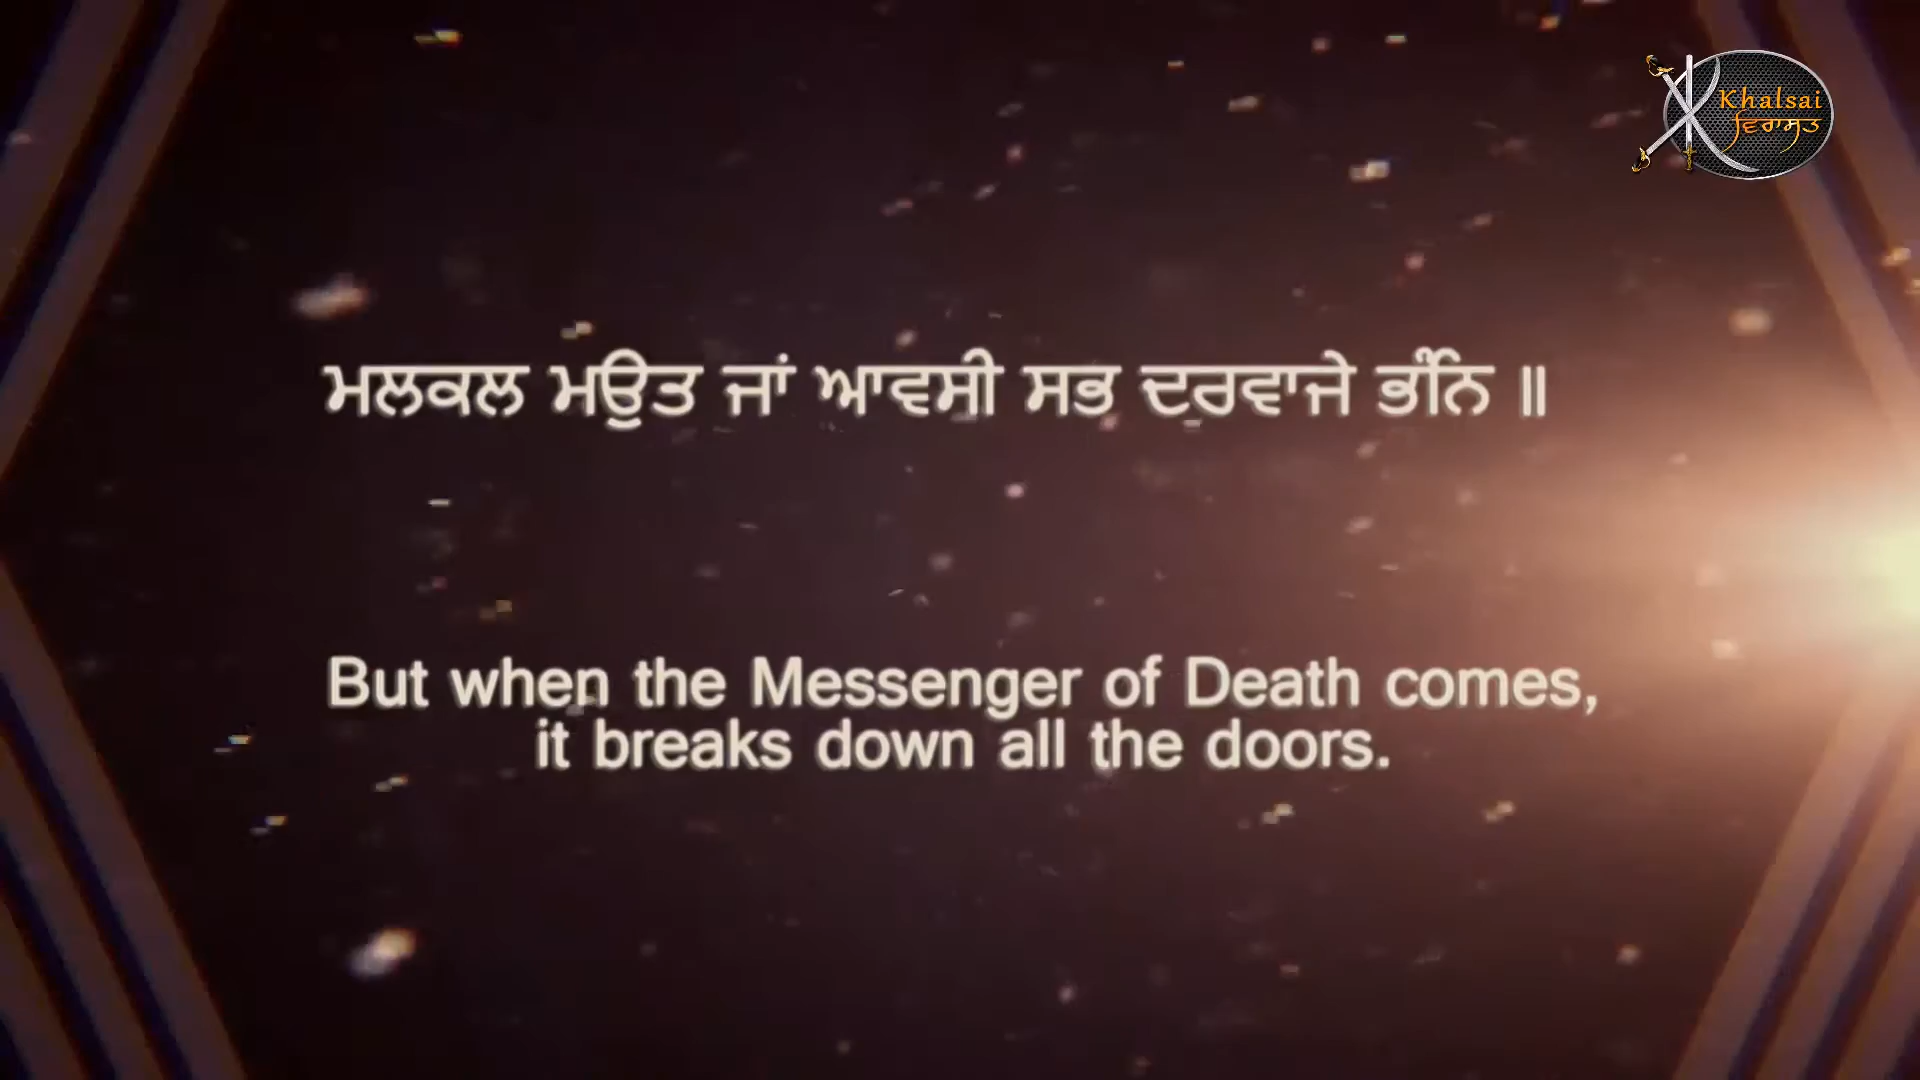 Khalsai
ਵਿਰਾਸਤ
ਮਲਕਲ ਮਉਤ ਜਾਂ ਆਵਸੀ ਸਭ ਦਰਵਾਜੇ ਭੰਨਿ ॥
But when the Messenger of Death comes,
it breaks down all the doors.